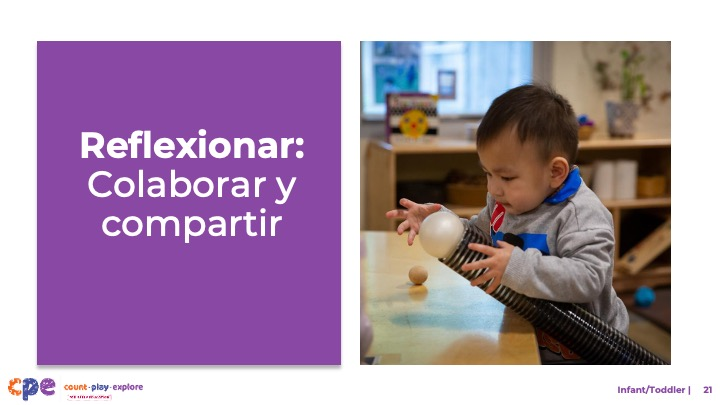 Reflexionar:
Colaborar y
compartir
cpe
count·play·explore
Infant/Toddler | 21